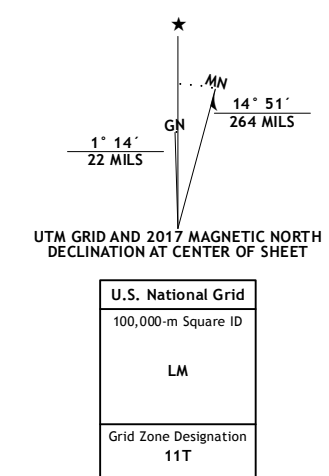 ★
MN
GN
14° 51´
264 MILS
1° 14´
22 MILS
UTM GRID AND 2017 MAGNETIC NORTH
DECLINATION AT CENTER OF SHEET
U.S. National Grid
100,000-m Square ID
LM
Grid Zone Designation
11T